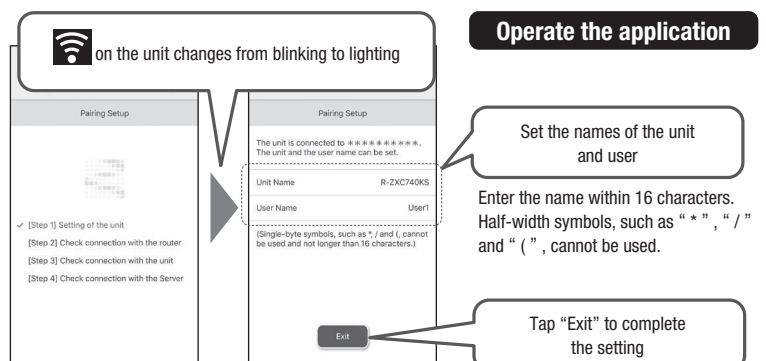 Operate the application
on the unit changes from blinking to lighting
Pairing Setup
✓ [Step 1] Setting of the unit
[Step 2] Check connection with the router
[Step 3] Check connection with the unit
[Step 4] Check connection with the Server
Pairing Setup
The unit is connected to **********.
The unit and the user name can be set.
Unit Name R-ZXC740KS
User Name User1
(Single-byte symbols, such as *, / and (, cannot
be used and not longer than 16 characters.)
Exit
Set the names of the unit
and user
Enter the name within 16 characters.
Half-width symbols, such as “ * ” , “ / ”
and “ ( ” , cannot be used.
Tap “Exit” to complete
the setting